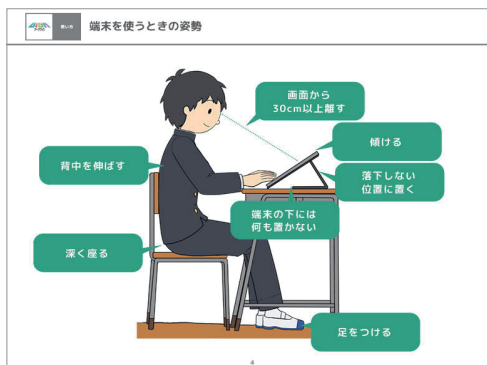 使い方
端末を使うときの姿勢
画面から
30cm以上離す
傾ける
背中を伸ばす
落下しない
位置に置く
端末の下には
何も置かない
深く座る
足をつける
4